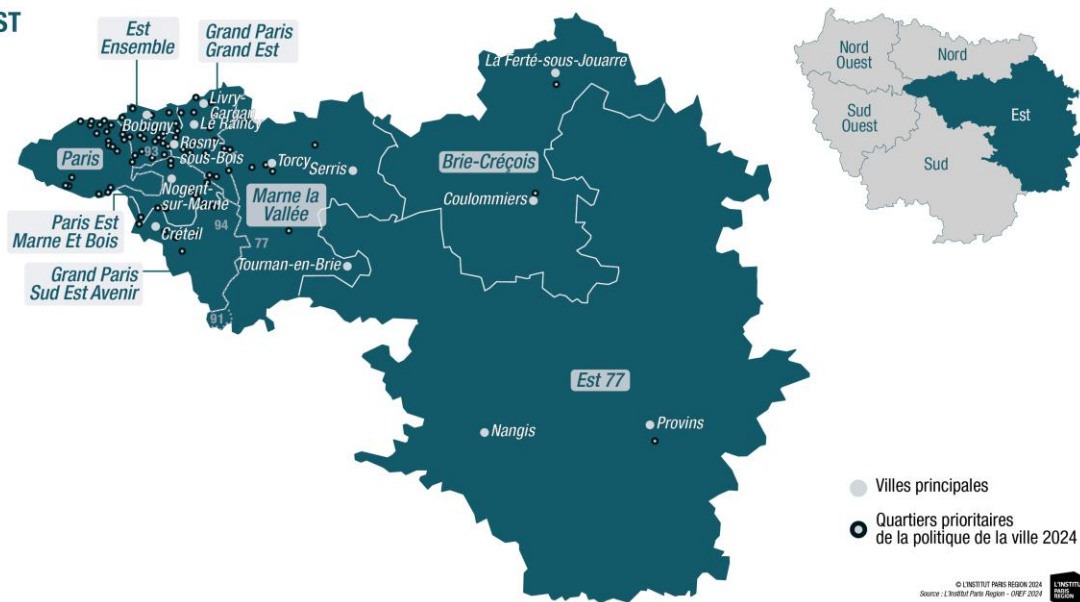 ST
Est
Ensemble
Grand Paris
Grand Est
Livry-
Gargan
Bobigny
Le Raincy
Rosny-
sous-Bois
93
Paris
Torcy
Serris
Nogent-
sur-Marne
Marne la
Vallée
Paris Est
Marne Et Bois
94
Créteil
77
Tournan-en-Brie
Grand Paris
Sud Est Avenir
91
La Ferté-sous-Jouarre
Brie-Créçois
Coulommiers
Est 77
Nangis
Provins
Nord
Ouest
Nord
Sud
Ouest
Est
Sud
Villes principales
Quartiers prioritaires
de la politique de la ville 2024
© L'INSTITUT PARIS REGION 2024
Source : L'Institut Paris Region - OREF 2024
L'INSTITUT
PARIS
REGION